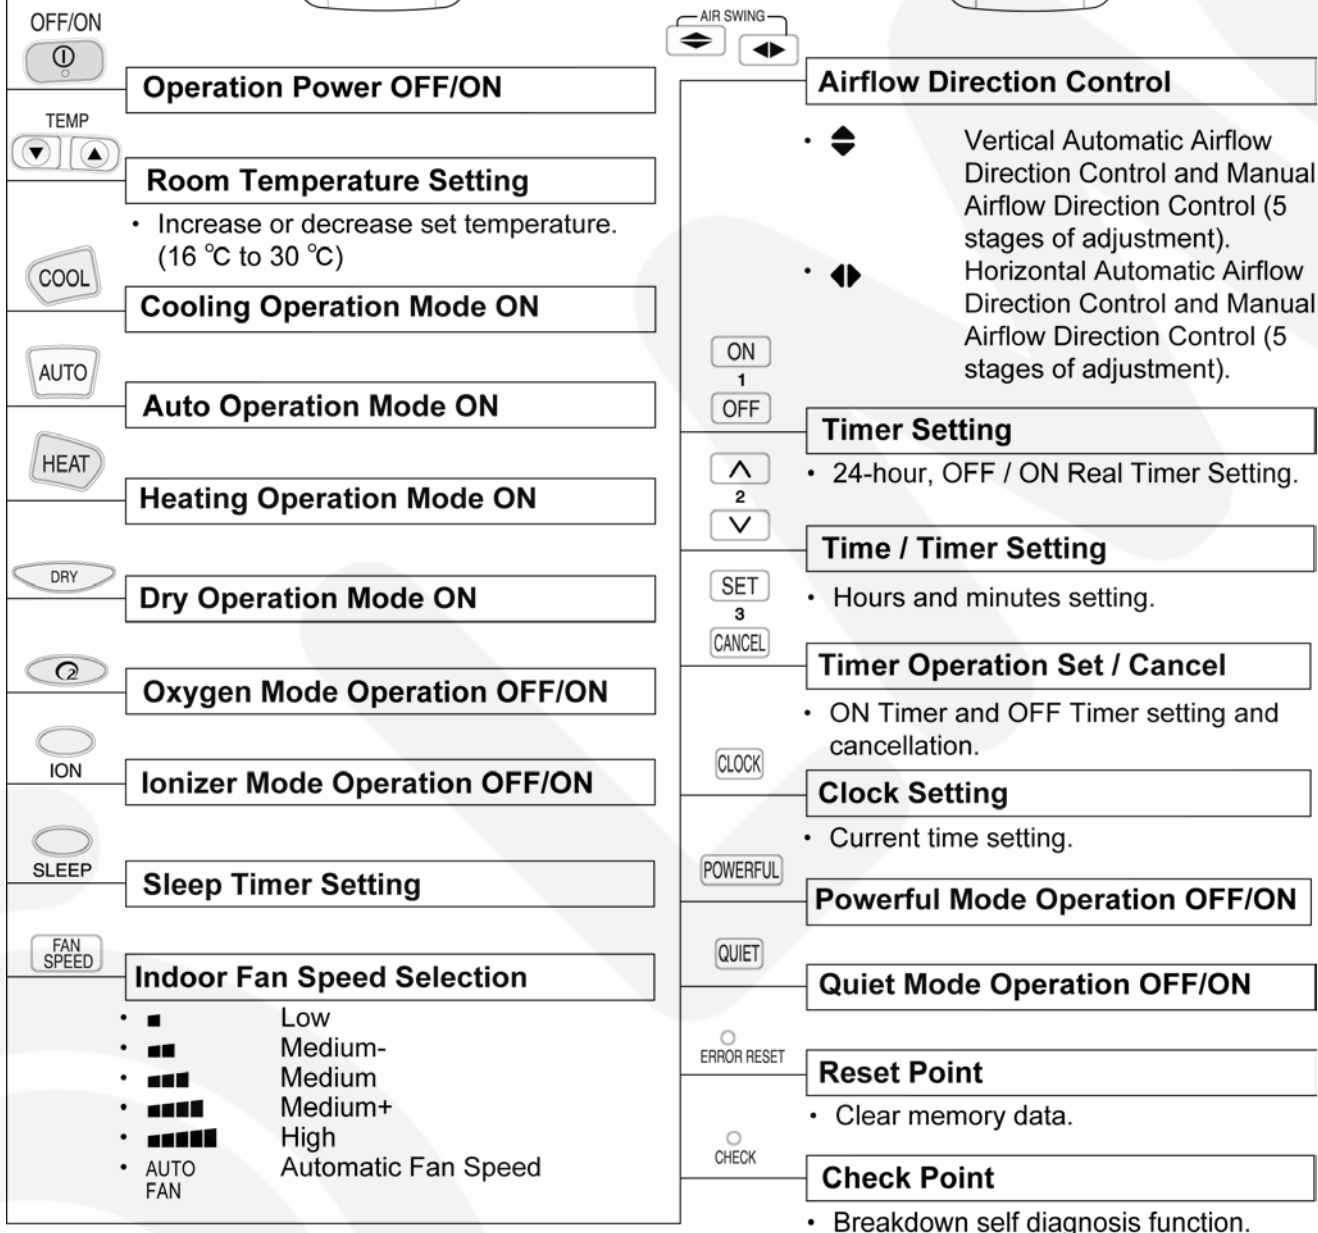 OFF/ON
Operation Power OFF/ON
TEMP
Room Temperature Setting
• Increase or decrease set temperature.
(16 °C to 30 °C)
COOL
Cooling Operation Mode ON
AUTO
Auto Operation Mode ON
HEAT
Heating Operation Mode ON
DRY
Dry Operation Mode ON
O2
Oxygen Mode Operation OFF/ON
ION
Ionizer Mode Operation OFF/ON
SLEEP
Sleep Timer Setting
FAN
SPEED
Indoor Fan Speed Selection
• Low
• Medium-
• Medium
• Medium+
• High
• AUTO FAN Automatic Fan Speed
AIR SWING
Airflow Direction Control
• Vertical Automatic Airflow
Direction Control and Manual
Airflow Direction Control (5
stages of adjustment).
• Horizontal Automatic Airflow
Direction Control and Manual
Airflow Direction Control (5
stages of adjustment).
ON
1
OFF
Timer Setting
• 24-hour, OFF / ON Real Timer Setting.
2
Time / Timer Setting
• Hours and minutes setting.
SET
3
CANCEL
Timer Operation Set / Cancel
• ON Timer and OFF Timer setting and
cancellation.
CLOCK
Clock Setting
• Current time setting.
POWERFUL
Powerful Mode Operation OFF/ON
QUIET
Quiet Mode Operation OFF/ON
ERROR RESET
Reset Point
• Clear memory data.
CHECK
Check Point
• Breakdown self diagnosis function.